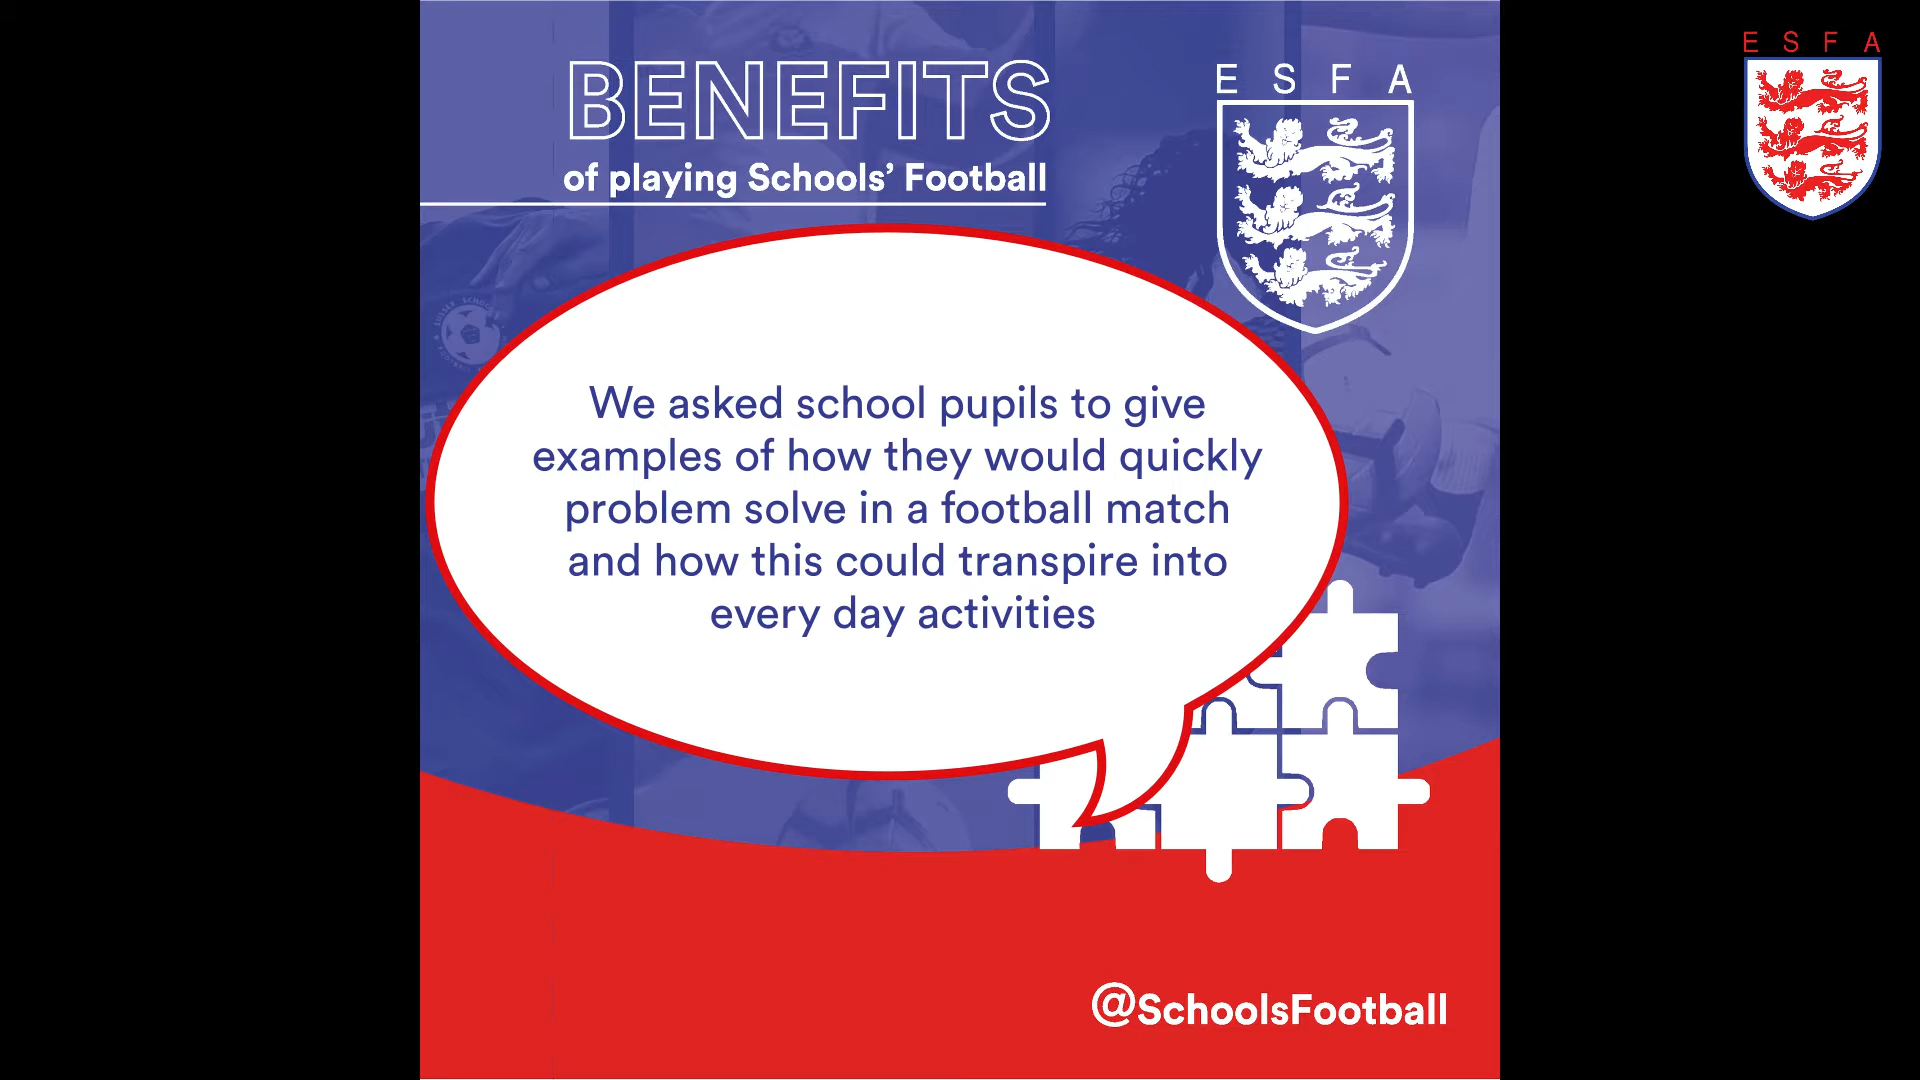 BENEFITS
of playing Schools’ Football
E S F A
E S F A
We asked school pupils to give
examples of how they would quickly
problem solve in a football match
and how this could transpire into
every day activities
@SchoolsFootball